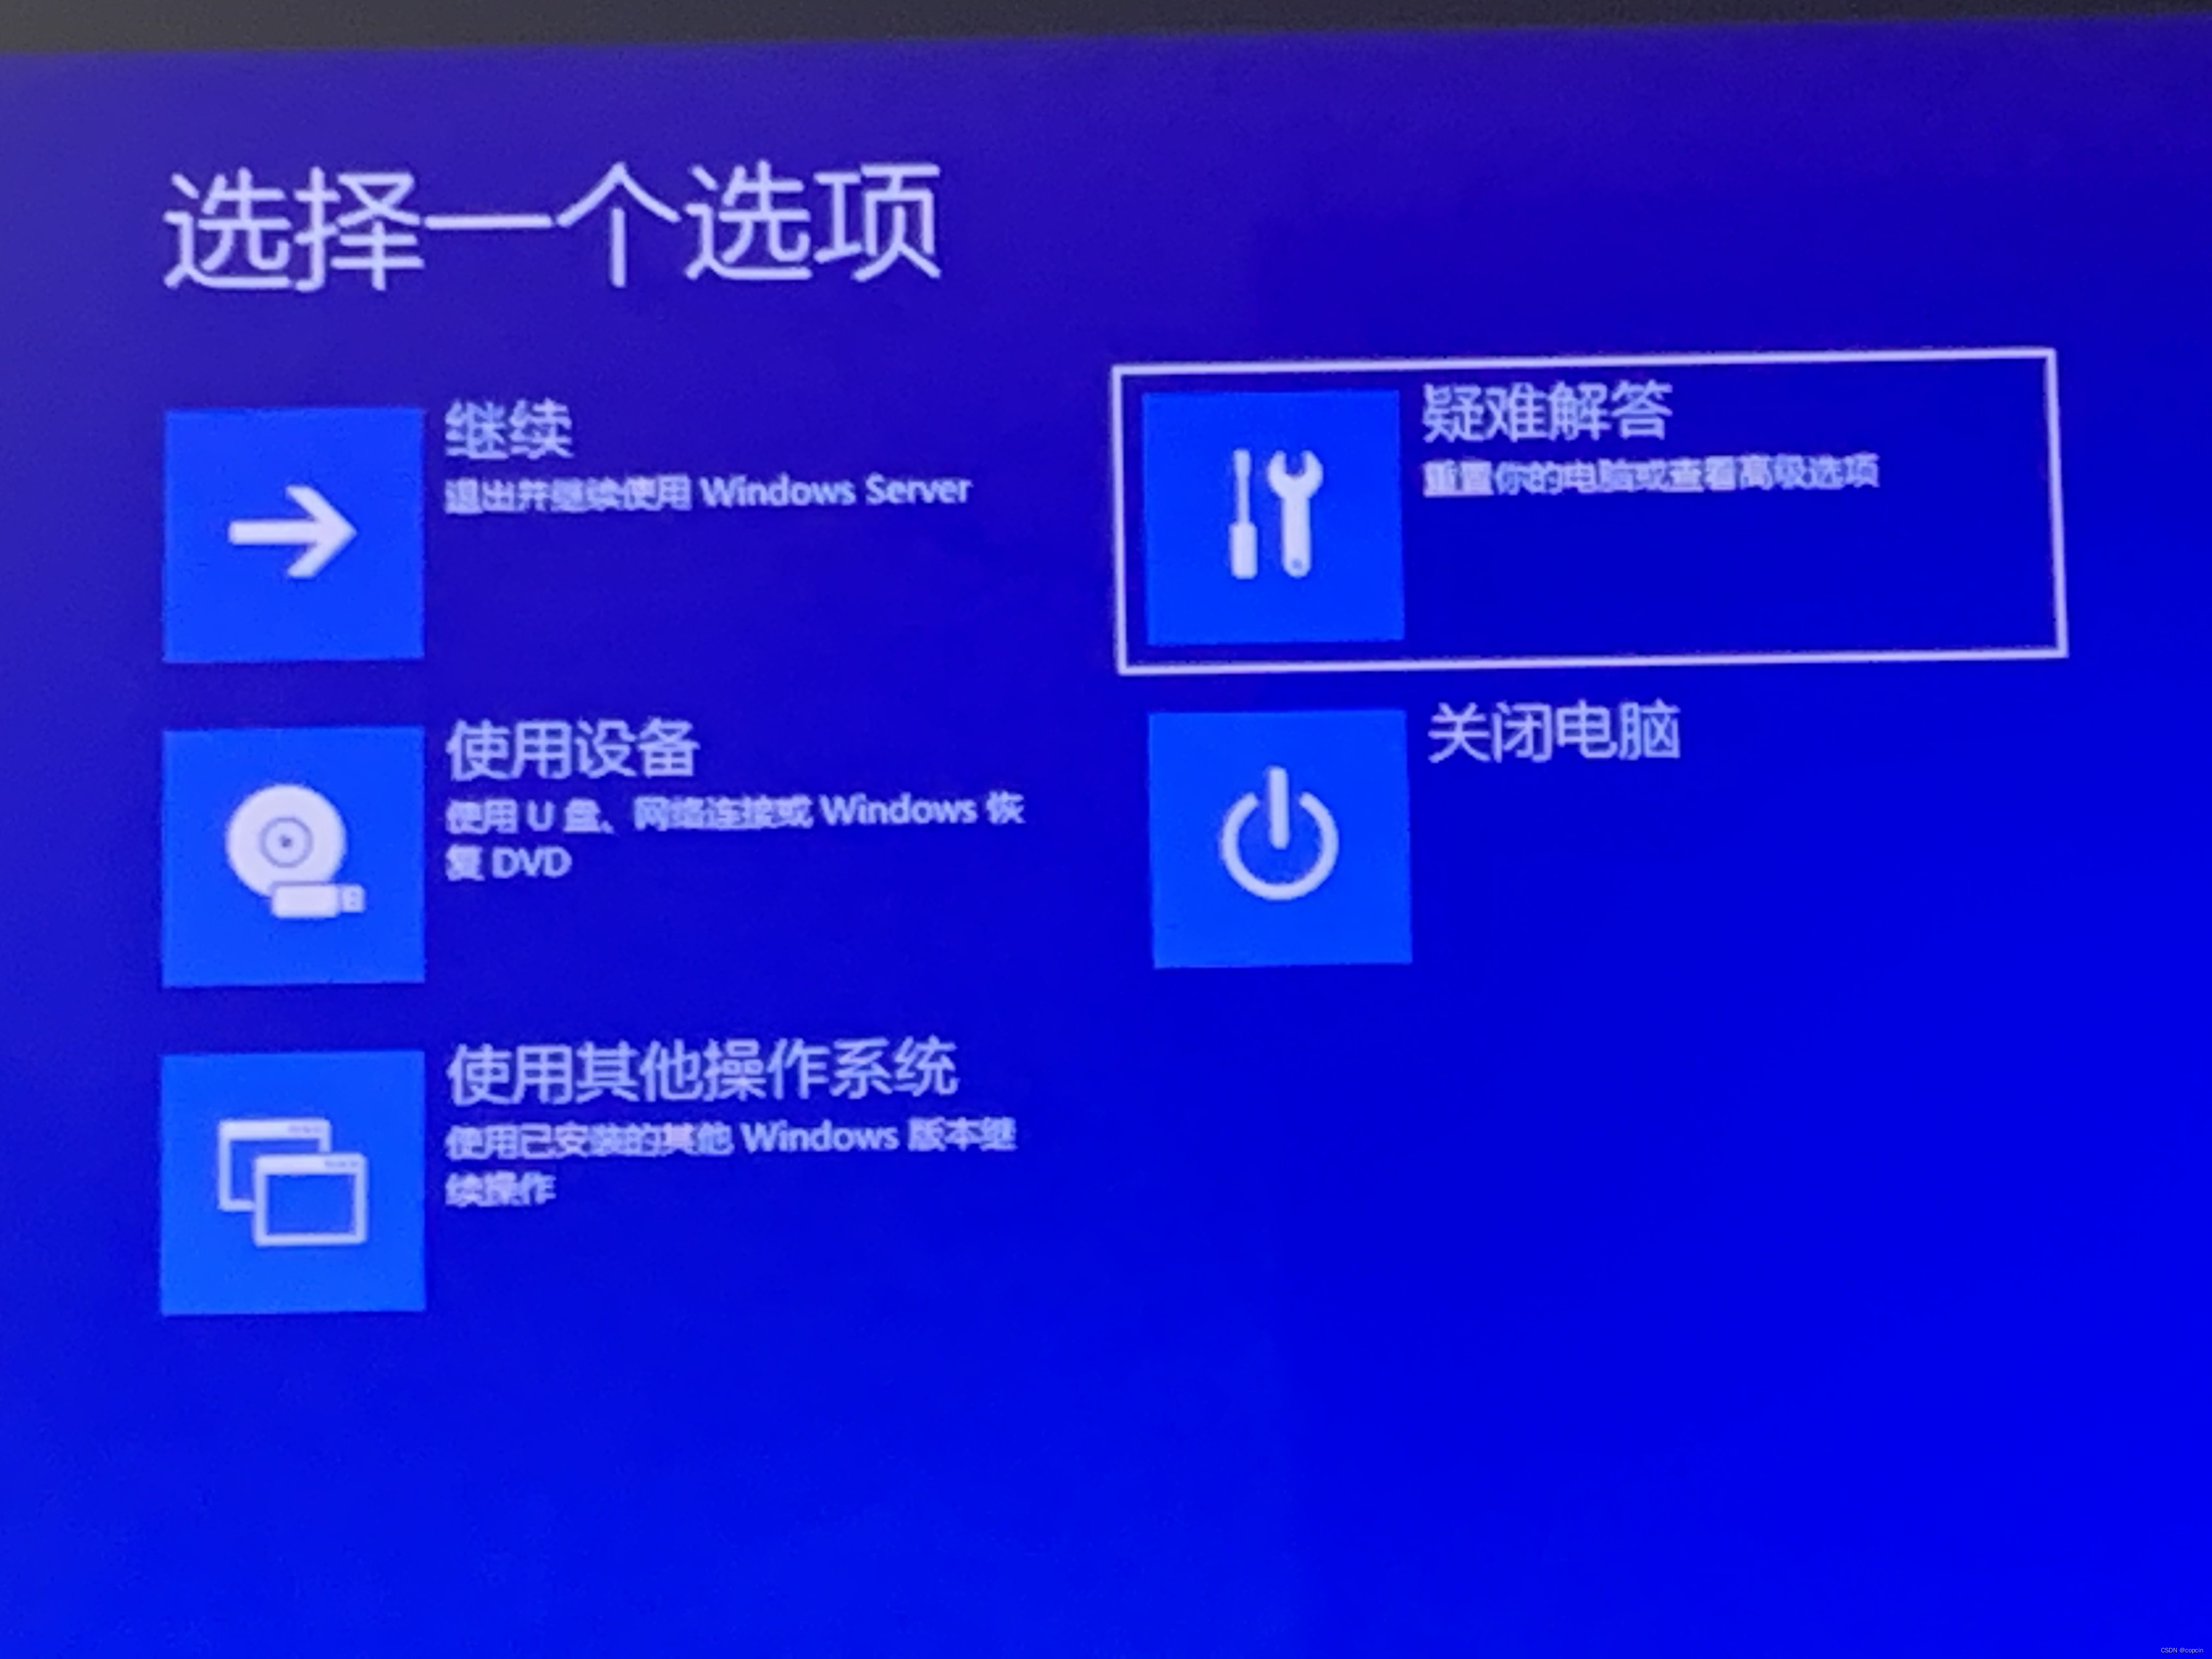 选择一个选项
继续
退出并继续使用 Windows Server
疑难解答
重置你的电脑或查看高级选项
使用设备
使用 U 盘、网络连接或 Windows 恢
复 DVD
关闭电脑
使用其他操作系统
使用已安装的其他 Windows 版本继
续操作
CSDN @copcin